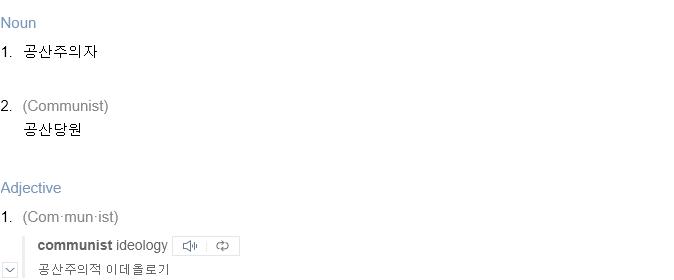 Noun
1. 공산주의자
2. (Communist)
공산당원
Adjective
1. (Com·mun·ist)
communist ideology
공산주의적 이데올로기